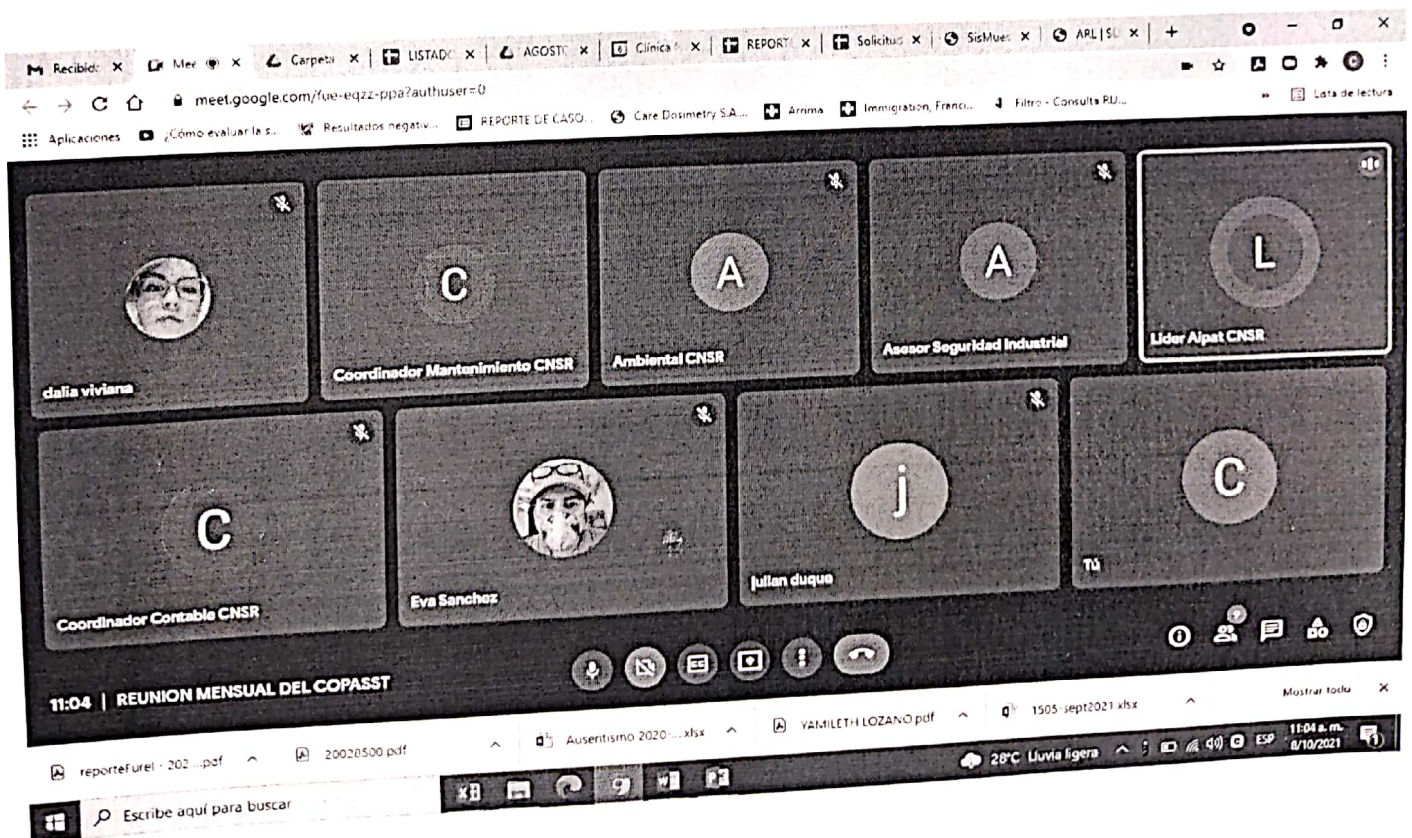 Recibido
Mee
Carpeta
LISTADO
AGOSTO
Clínica
REPORTE
Solicitud
SisMues
ARL | SU
meet.google.com/fue-eqzz-ppa?authuser=0
Aplicaciones
¿Cómo evaluar la s...
Resultados negativ...
REPORTE DE CASO...
Care Dosimetry S.A....
Arrima
Immigration, Franci...
Filtro - Consulta
Lista de lectura
dalia viviana
C
Coordinador Mantenimiento CNSR
A
Ambiental CNSR
A
Asesor Seguridad Industrial
L
Lider Aipat CNSR
C
Coordinador Contable CNSR
Eva Sanchez
j
julian duque
C
Tú
11:04 | REUNION MENSUAL DEL COPASST
9
reporteFurel - 202....pdf
20020500.pdf
Ausentismo 2020-....xlsx
YAMILETH LOZANO.pdf
1505-sept2021.xlsx
Mostrar todo
Escribe aquí para buscar
28°C Lluvia ligera
ESP
11:04 a. m.
8/10/2021
1